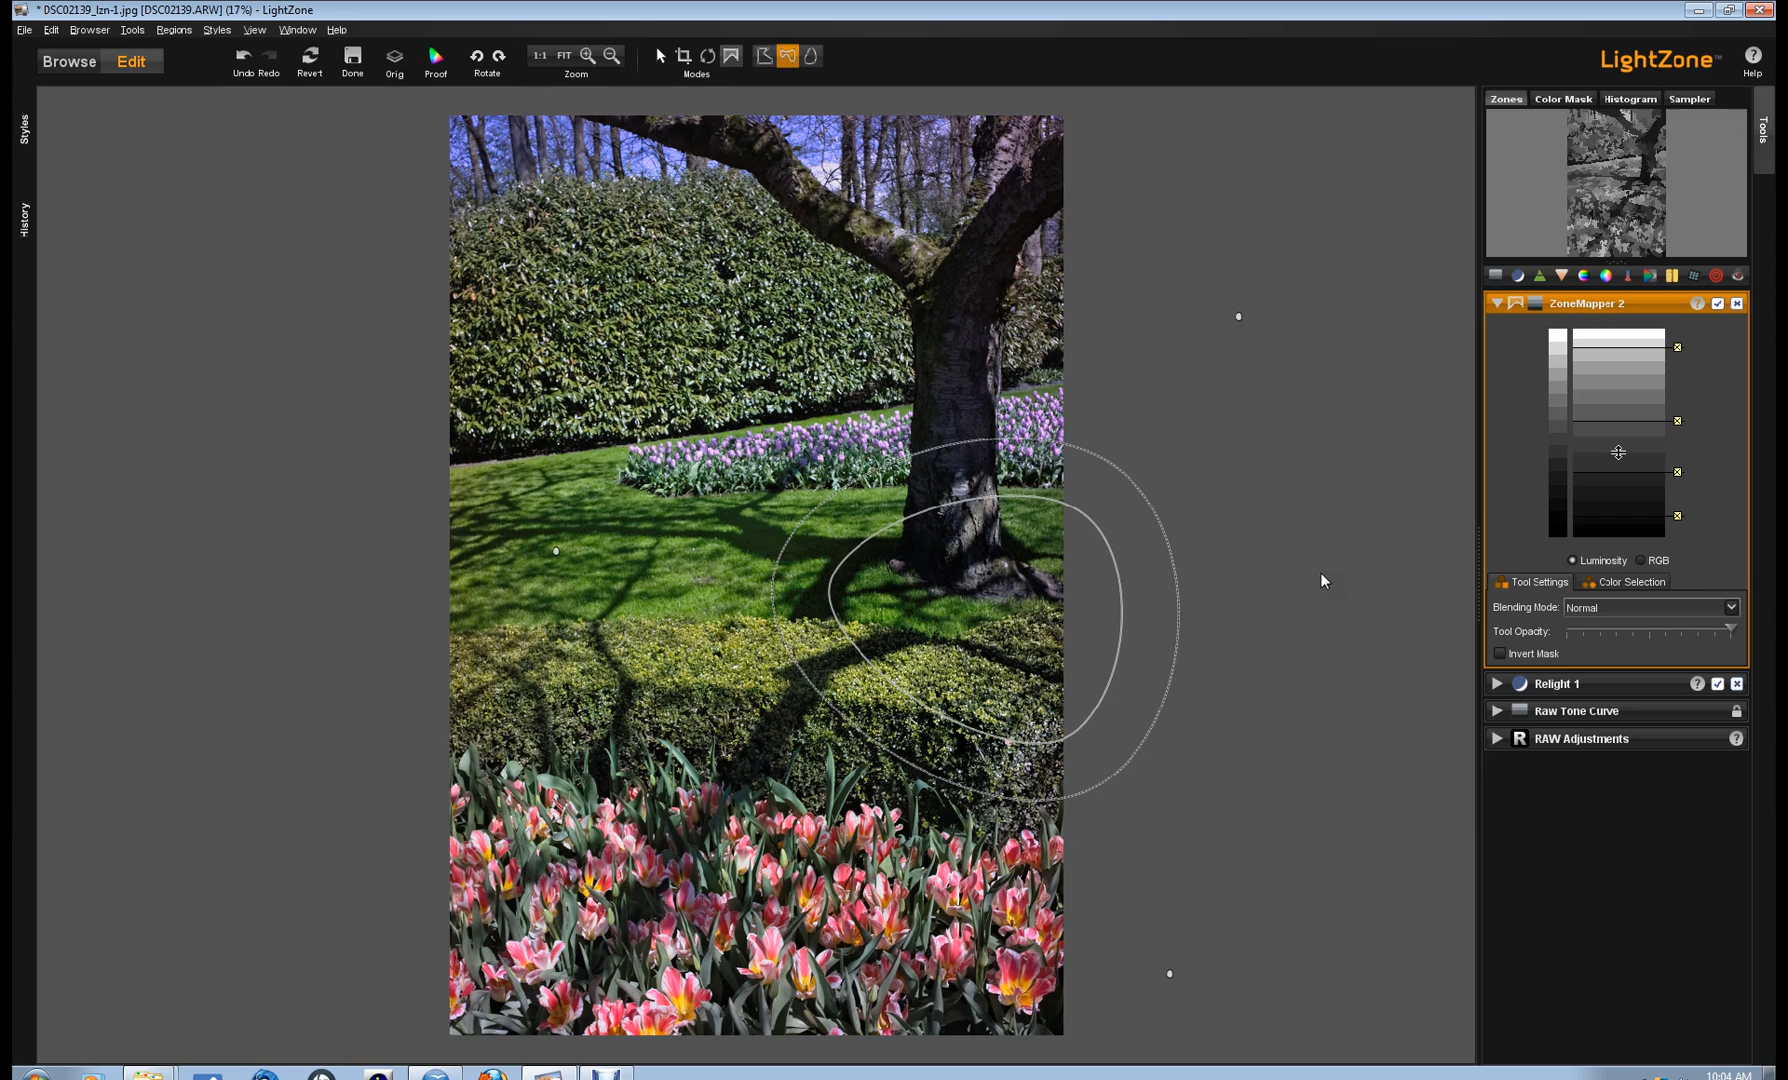 * DSC02139_lzn-1.jpg [DSC02139.ARW] (17%) - LightZone
File Edit Browser Tools Regions Styles View Window Help
Browse Edit
Undo Redo Revert Done Orig Proof Rotate
1:1 FIT
Zoom
Modes
LightZone™
Help
Styles
History
Zones Color Mask Histogram Sampler
Tools
ZoneMapper 2
Luminosity RGB
Tool Settings Color Selection
Blending Mode: Normal
Tool Opacity:
Invert Mask
Relight 1
Raw Tone Curve
R RAW Adjustments
10:04 AM